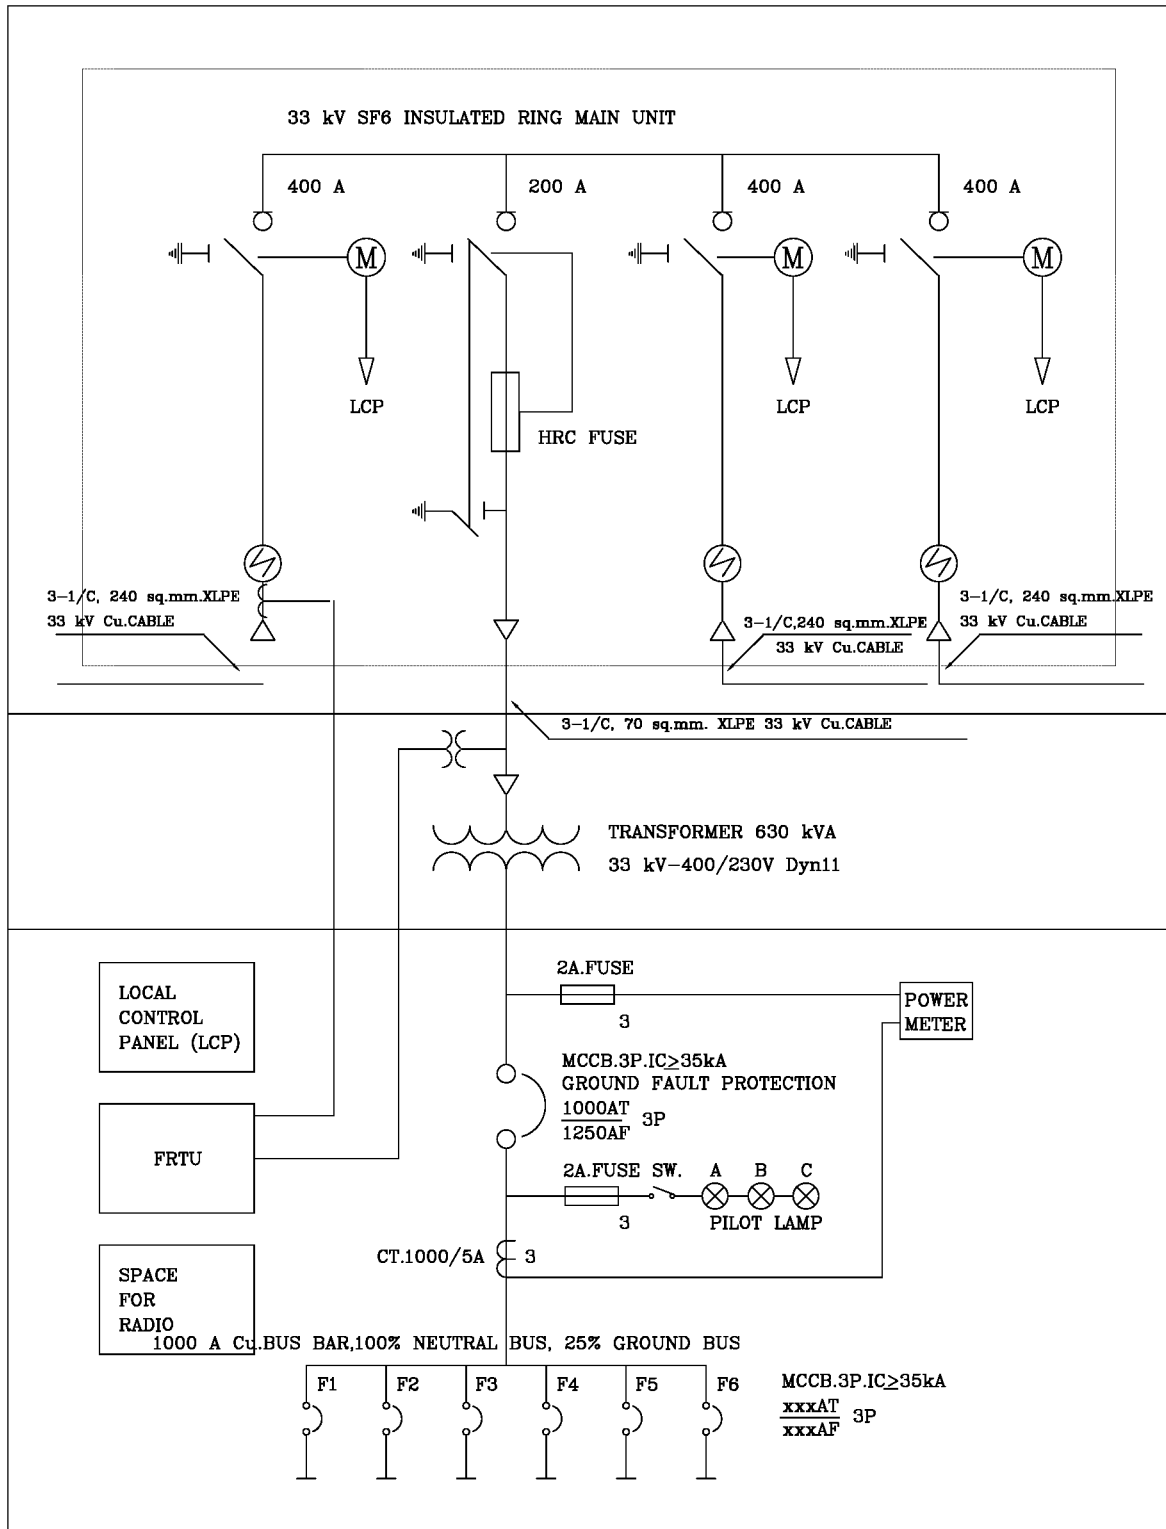 33 kV SF6 INSULATED RING MAIN UNIT
400 A
200 A
400 A
400 A
M
M
M
LCP
LCP
LCP
HRC FUSE
3-1/C, 240 sq.mm.XLPE
33 kV Cu.CABLE
3-1/C,240 sq.mm.XLPE
33 kV Cu.CABLE
3-1/C, 240 sq.mm.XLPE
33 kV Cu.CABLE
3-1/C, 70 sq.mm. XLPE 33 kV Cu.CABLE
TRANSFORMER 630 kVA
33 kV-400/230V Dyn11
2A.FUSE
3
POWER
METER
LOCAL
CONTROL
PANEL (LCP)
MCCB.3P.IC≥35kA
GROUND FAULT PROTECTION
1000AT
1250AF
3P
FRTU
2A.FUSE SW. A B C
3
PILOT LAMP
CT.1000/5A 3
SPACE
FOR
RADIO
1000 A Cu.BUS BAR,100% NEUTRAL BUS, 25% GROUND BUS
F1 F2 F3 F4 F5 F6
MCCB.3P.IC≥35kA
xxxAT
xxxAF
3P